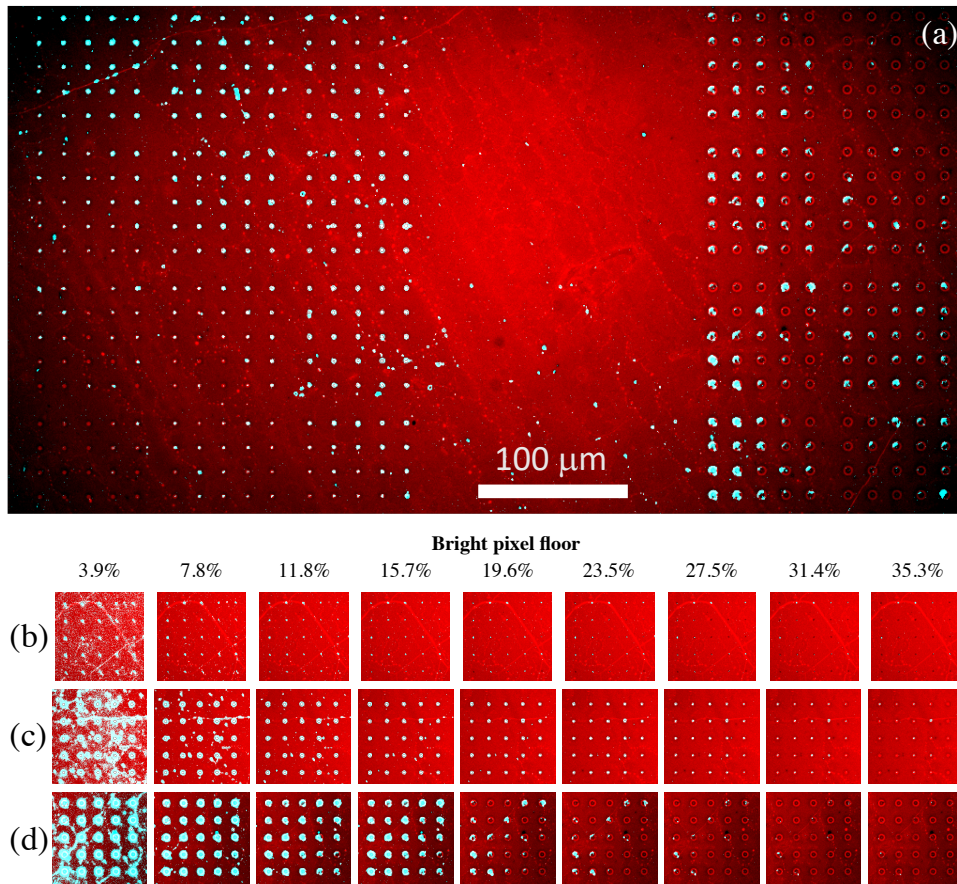 (a)
100 μm
Bright pixel floor
3.9% 7.8% 11.8% 15.7% 19.6% 23.5% 27.5% 31.4% 35.3%
(b)
(c)
(d)